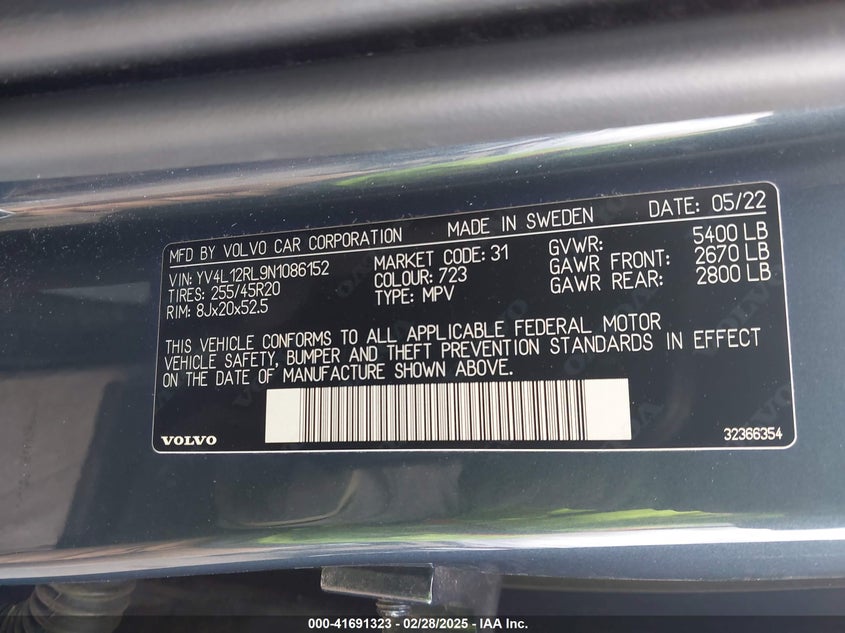 MFD BY VOLVO CAR CORPORATION MADE IN SWEDEN DATE: 05/22
VIN: YV4L12RL9N1086152 MARKET CODE: 31 GVWR: 5400 LB
TIRES: 255/45R20 COLOUR: 723 GAWR FRONT: 2670 LB
RIM: 8Jx20x52.5 TYPE: MPV GAWR REAR: 2800 LB
THIS VEHICLE CONFORMS TO ALL APPLICABLE FEDERAL MOTOR
VEHICLE SAFETY, BUMPER AND THEFT PREVENTION STANDARDS IN EFFECT
ON THE DATE OF MANUFACTURE SHOWN ABOVE.
VOLVO 32366354
000-41691323 — 02/28/2025 — IAA Inc.